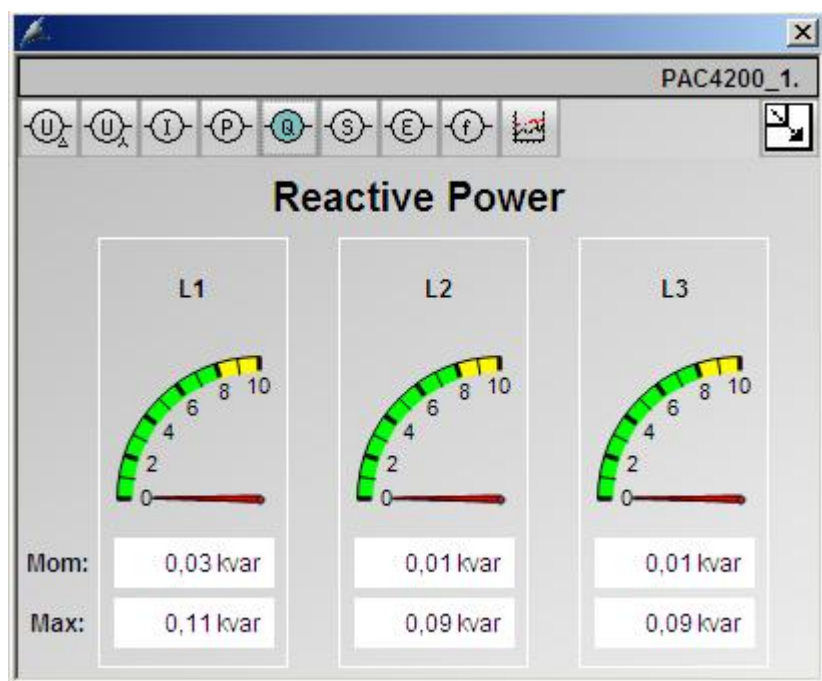 PAC4200_1.
U U I P Q S E f
Reactive Power
L1 L2 L3
0 2 4 6 8 10 0 2 4 6 8 10 0 2 4 6 8 10
Mom: 0,03 kvar 0,01 kvar 0,01 kvar
Max: 0,11 kvar 0,09 kvar 0,09 kvar